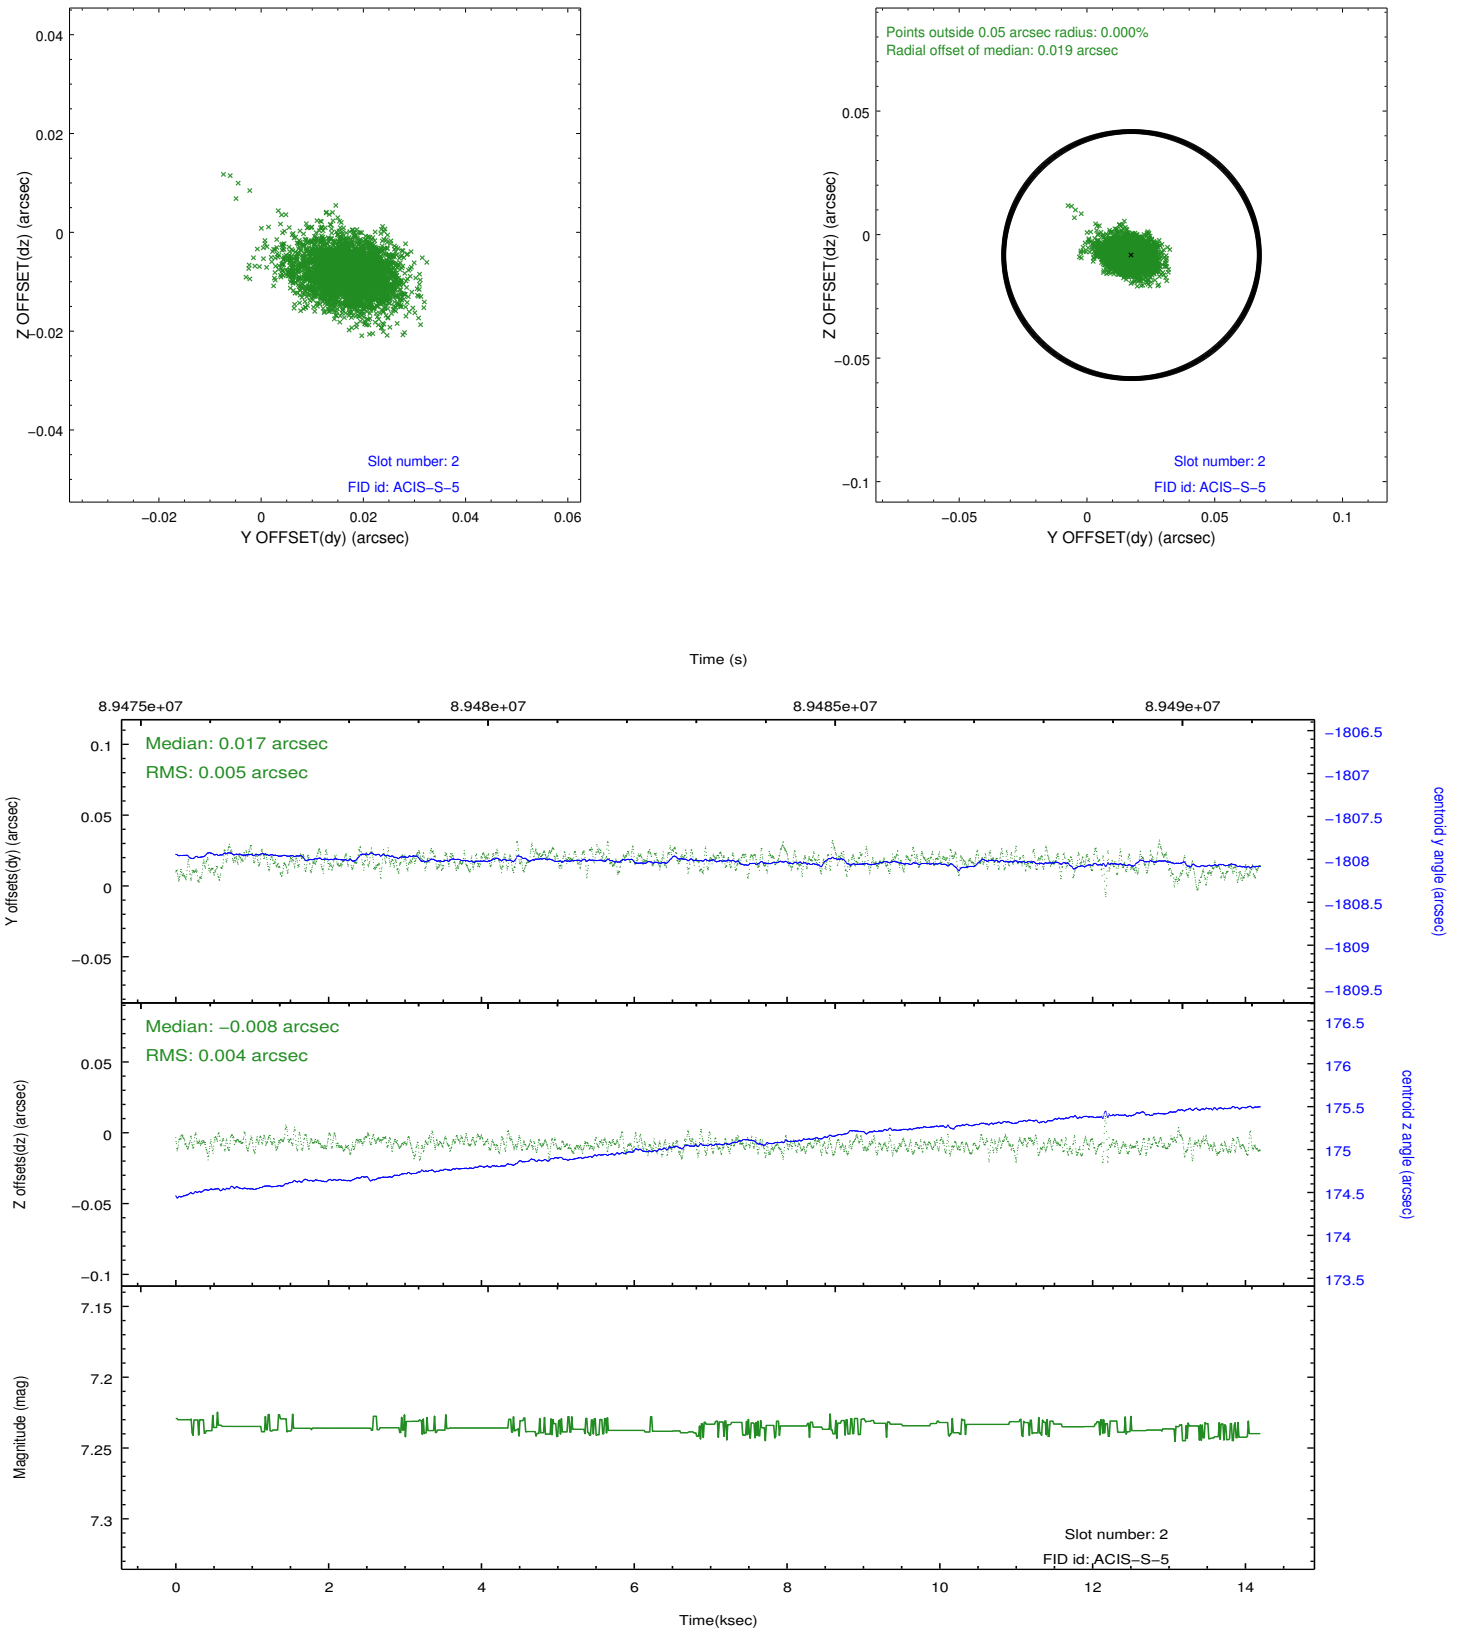 0.04
0.02
0
−0.02
−0.04
Z OFFSET(dz) (arcsec)
Slot number: 2
FID id: ACIS−S−5
−0.02 0 0.02 0.04 0.06
Y OFFSET(dy) (arcsec)
Points outside 0.05 arcsec radius: 0.000%
Radial offset of median: 0.019 arcsec
0.05
0
−0.05
−0.1
Z OFFSET(dz) (arcsec)
Slot number: 2
FID id: ACIS−S−5
−0.05 0 0.05 0.1
Y OFFSET(dy) (arcsec)
Time (s)
8.9475e+07 8.948e+07 8.9485e+07 8.949e+07
Median: 0.017 arcsec
RMS: 0.005 arcsec
0.1
0.05
0
−0.05
Y offsets(dy) (arcsec)
−1806.5
−1807
−1807.5
−1808
−1808.5
−1809
−1809.5
centroid y angle (arcsec)
Median: −0.008 arcsec
RMS: 0.004 arcsec
0.05
0
−0.05
−0.1
Z offsets(dz) (arcsec)
176.5
176
175.5
175
174.5
174
173.5
centroid z angle (arcsec)
7.15
7.2
7.25
7.3
Magnitude (mag)
Slot number: 2
FID id: ACIS−S−5
0 2 4 6 8 10 12 14
Time(ksec)